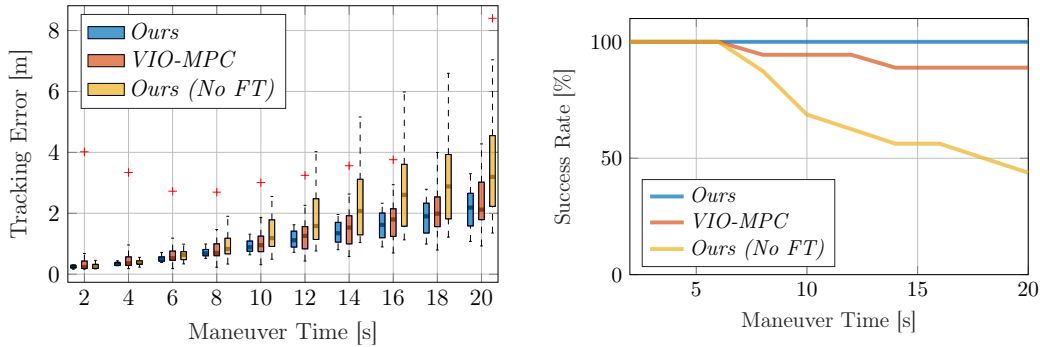 8
6
4
2
0
Tracking Error [m]
Ours
VIO-MPC
Ours (No FT)
2 4 6 8 10 12 14 16 18 20
Maneuver Time [s]
100
50
0
Success Rate [%]
Ours
VIO-MPC
Ours (No FT)
5 10 15 20
Maneuver Time [s]